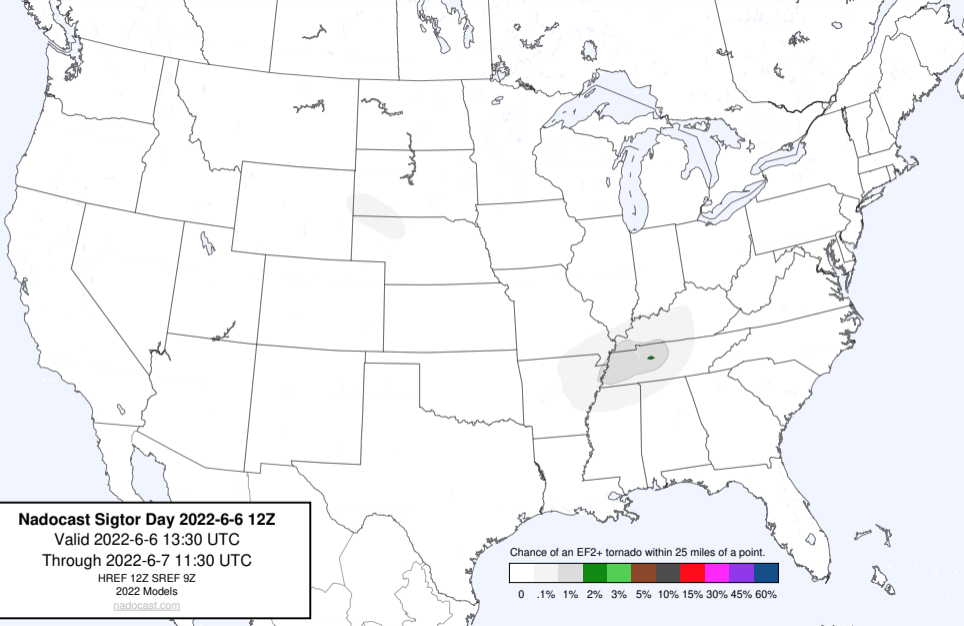 Nadocast Sigtor Day 2022-6-6 12Z
Valid 2022-6-6 13:30 UTC
Through 2022-6-7 11:30 UTC
HREF 12Z SREF 9Z
2022 Models
nadocast.com
Chance of an EF2+ tornado within 25 miles of a point.
0 .1% 1% 2% 3% 5% 10% 15% 30% 45% 60%